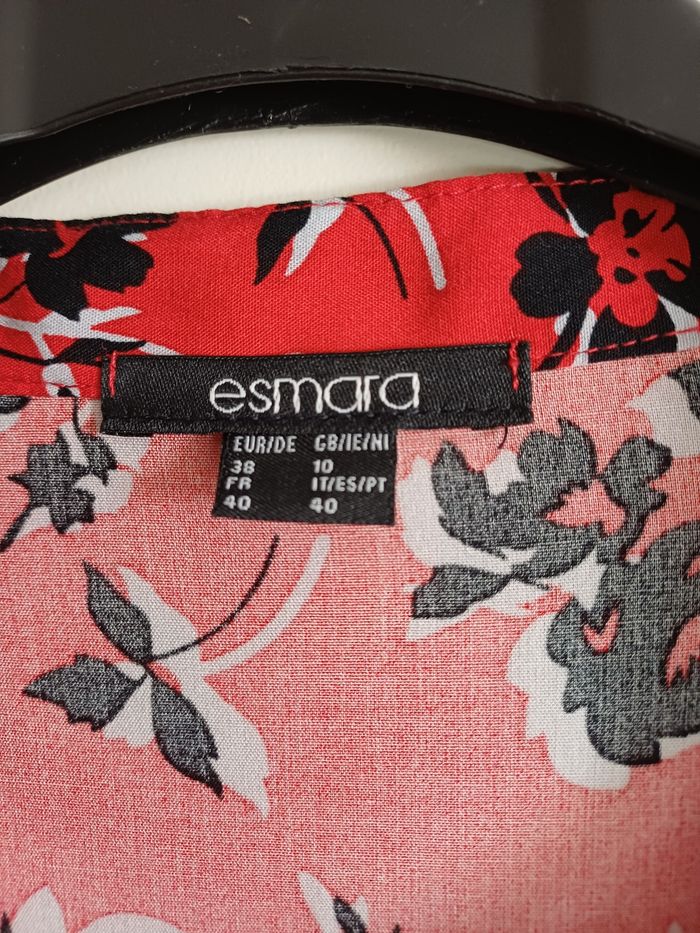 esmara
EUR/DE GB/IE/NI
38 10
FR IT/ES/PT
40 40